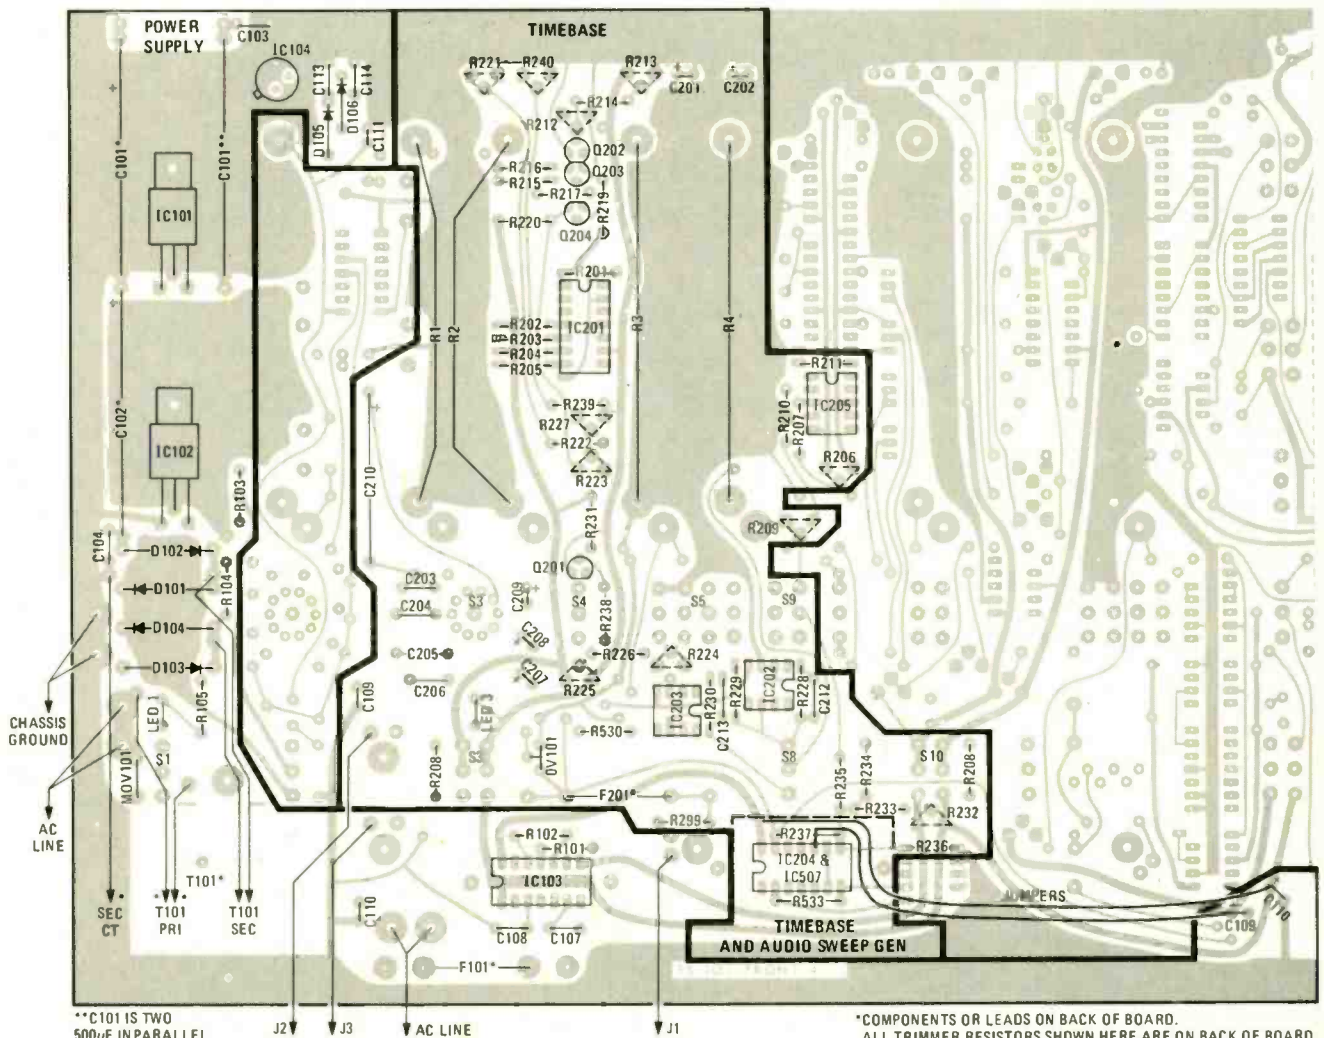 POWER
SUPPLY
C103
IC104
TIMEBASE
C113
C114
D106
D105
C111
R221
R240
R213
C201
C202
R214
R212
C101*
C101**
IC101
Q202
R216
Q203
R215
R217
R219
R220
Q204
R201
IC201
R202
R203
R204
R205
R1
R2
R3
R4
R211
IC205
R210
R207
R206
R239
R227
R222
R223
C102*
IC102
C210
R103
R231
R209
C104
D102
D101
D104
D103
R104
R105
Q201
C203
C204
S3
C209
S4
S5
S9
R238
C208
C205
R226
R224
C206
C207
R225
IC202
IC203
R230
R229
R228
C212
C213
CHASSIS
GROUND
LED 1
C109
LED 3
R530
S1
S3
OV101
S8
S10
R208
R208
R235
R234
MOV101
AC
LINE
F201*
R233
R232
R299
R102
R101
R237
R236
IC103
IC204 &
IC507
R533
T101*
SEC
CT
T101
PRI
T101
SEC
C110
C108
C107
F101*
JUMPERS
C109
TIMEBASE
AND AUDIO SWEEP GEN
**C101 IS TWO
500µF IN PARALLEL
J2
J3
AC LINE
J1
*COMPONENTS OR LEADS ON BACK OF BOARD.
ALL TRIMMER RESISTORS SHOWN HERE ARE ON BACK OF BOARD